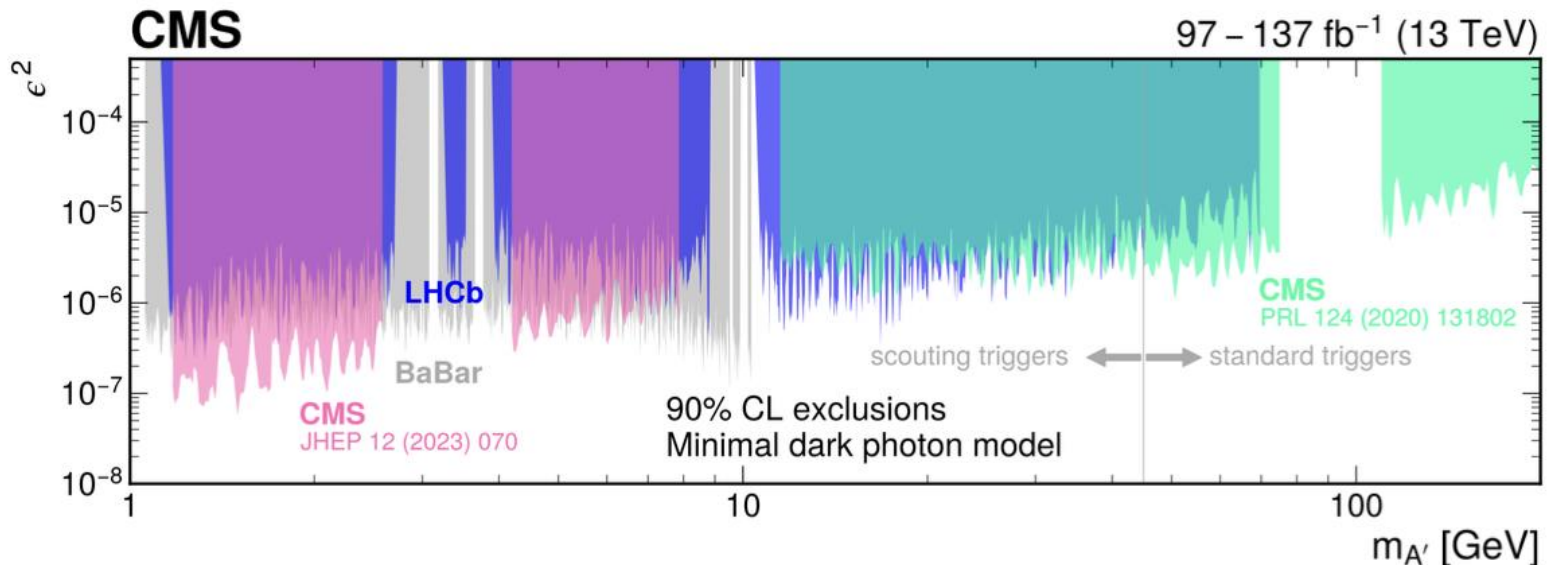 CMS
97 – 137 fb⁻¹ (13 TeV)
ϵ²
10⁻⁴
10⁻⁵
10⁻⁶
10⁻⁷
10⁻⁸
LHCb
BaBar
CMS
JHEP 12 (2023) 070
CMS
PRL 124 (2020) 131802
scouting triggers
standard triggers
90% CL exclusions
Minimal dark photon model
1
10
100
m_A′ [GeV]